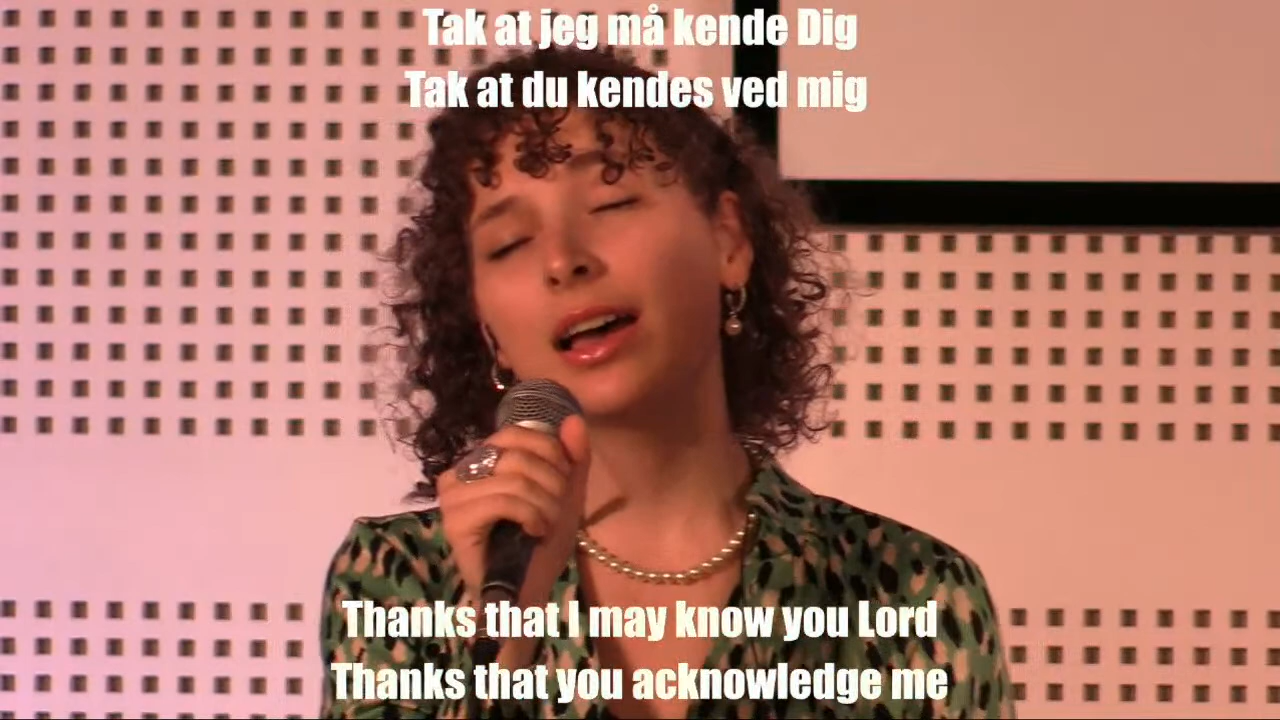 Tak at jeg må kende Dig
Tak at du kendes ved mig
Thanks that I may know you Lord
Thanks that you acknowledge me